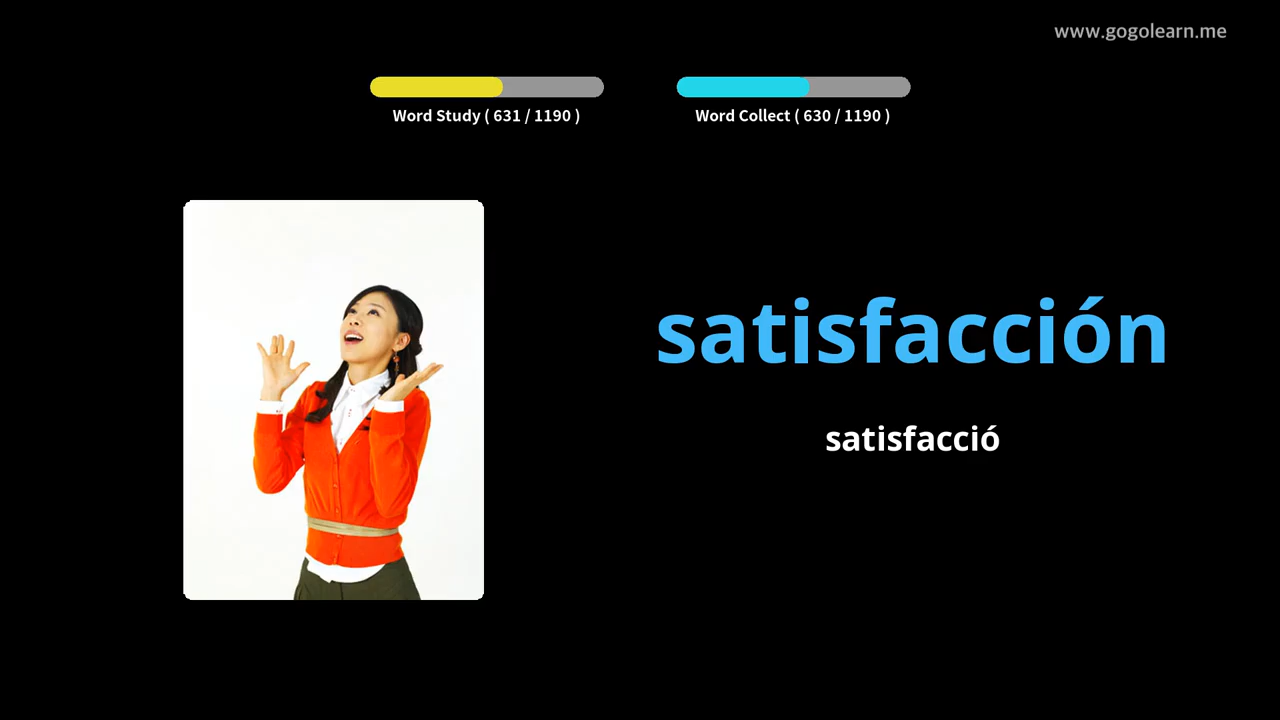 www.gogolearn.me
Word Study ( 631 / 1190 )
Word Collect ( 630 / 1190 )
satisfacción
satisfacció